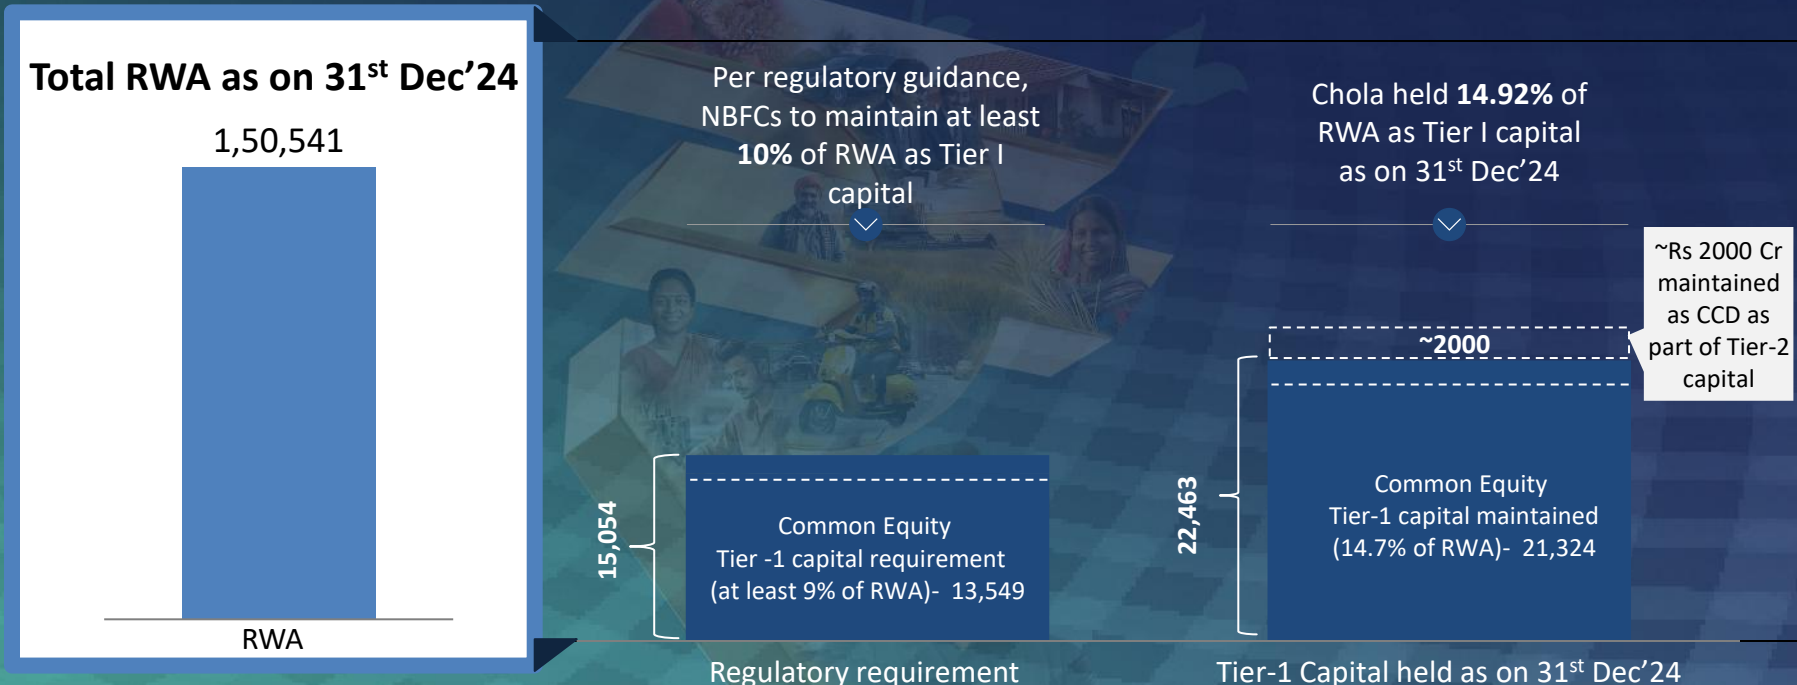 Total RWA as on 31st Dec’24
1,50,541
RWA
Per regulatory guidance,
NBFCs to maintain at least
10% of RWA as Tier I
capital
15,054
Common Equity
Tier -1 capital requirement
(at least 9% of RWA)- 13,549
Regulatory requirement
Chola held 14.92% of
RWA as Tier I capital
as on 31st Dec’24
~Rs 2000 Cr
maintained
as CCD as
part of Tier-2
capital
~2000
22,463
Common Equity
Tier-1 capital maintained
(14.7% of RWA)- 21,324
Tier-1 Capital held as on 31st Dec’24